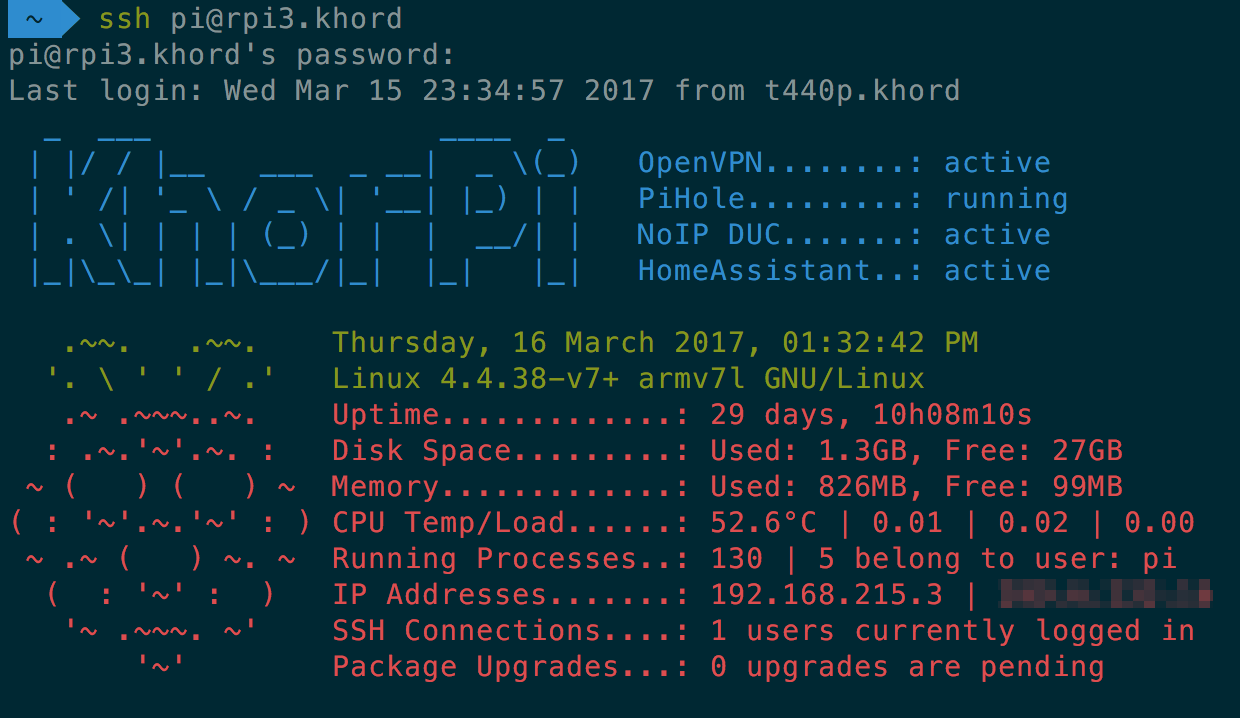 ~ ssh pi@rpi3.khord
pi@rpi3.khord's password:
Last login: Wed Mar 15 23:34:57 2017 from t440p.khord
KhorPi
OpenVPN........: active
PiHole.........: running
NoIP DUC.......: active
HomeAssistant..: active
Thursday, 16 March 2017, 01:32:42 PM
Linux 4.4.38-v7+ armv7l GNU/Linux
Uptime.............: 29 days, 10h08m10s
Disk Space.........: Used: 1.3GB, Free: 27GB
Memory.............: Used: 826MB, Free: 99MB
CPU Temp/Load......: 52.6°C | 0.01 | 0.02 | 0.00
Running Processes..: 130 | 5 belong to user: pi
IP Addresses.......: 192.168.215.3 |
SSH Connections....: 1 users currently logged in
Package Upgrades...: 0 upgrades are pending